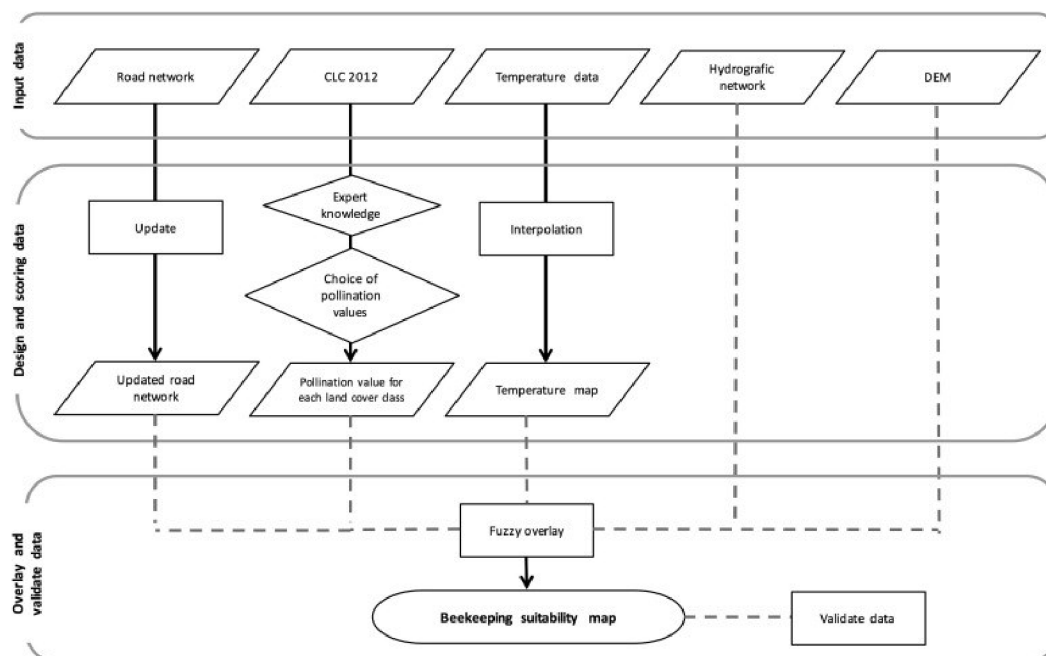 Input data
Road network
CLC 2012
Temperature data
Hydrografic
network
DEM
Design and scoring data
Update
Expert
knowledge
Interpolation
Choice of
pollination
values
Updated road
network
Pollination value for
each land cover class
Temperature map
Overlay and
validate data
Fuzzy overlay
Beekeeping suitability map
Validate data